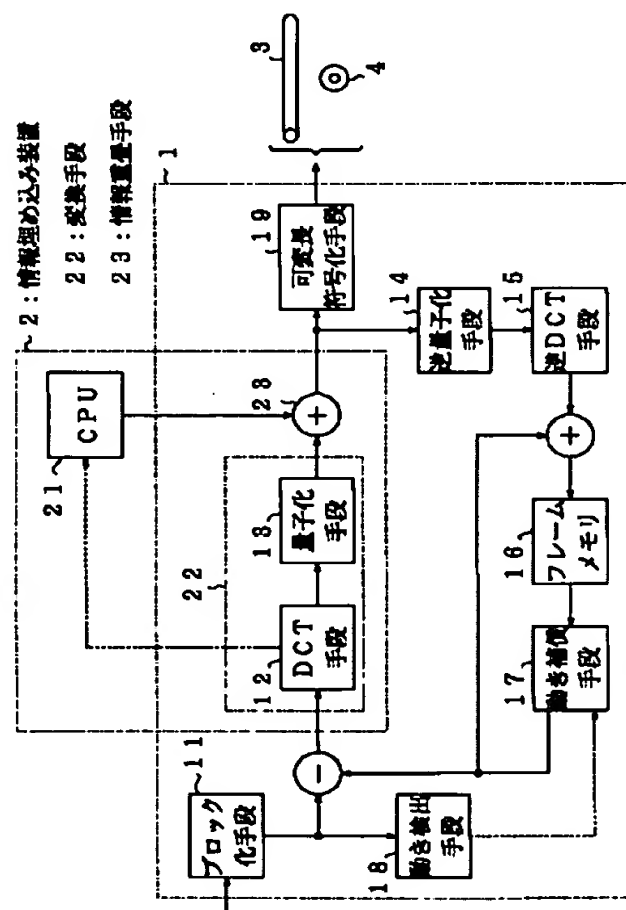 2:情報埋め込み装置
22:変換手段
23:情報重畳手段
1
3
4
21
CPU
22
23
12
DCT
手段
13
量子化
手段
19
可変長
符号化手段
11
ブロック
化手段
14
逆量子化
手段
15
逆DCT
手段
16
フレーム
メモリ
17
動き補償
手段
18
動き検出
手段